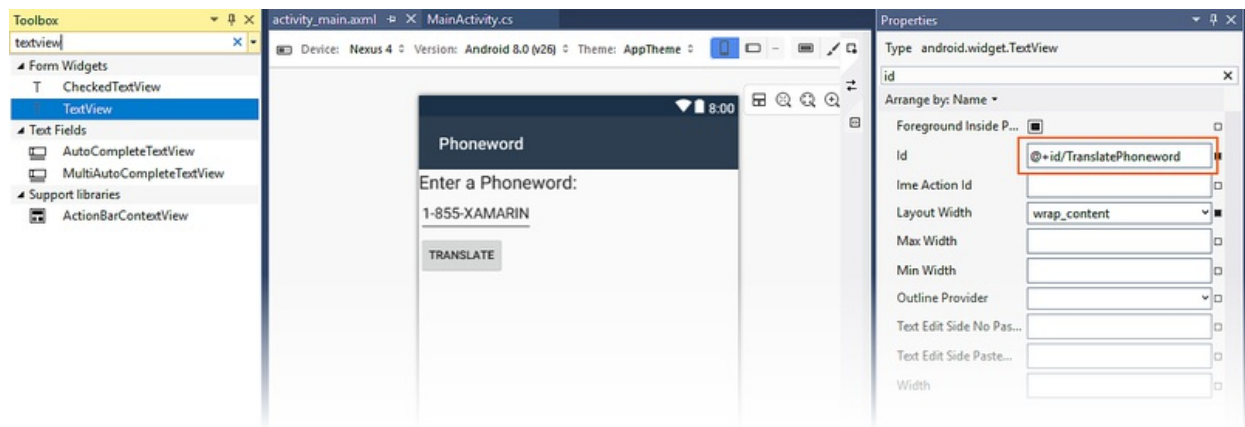 Toolbox
textview
Form Widgets
T CheckedTextView
T TextView
Text Fields
AutoCompleteTextView
MultiAutoCompleteTextView
Support libraries
ActionBarContextView
activity_main.axml MainActivity.cs
Device: Nexus 4 Version: Android 8.0 (v26) Theme: AppTheme
8:00
Phoneword
Enter a Phoneword:
1-855-XAMARIN
TRANSLATE
Properties
Type android.widget.TextView
id
Arrange by: Name
Foreground Inside P...
Id @+id/TranslatePhoneword
Ime Action Id
Layout Width wrap_content
Max Width
Min Width
Outline Provider
Text Edit Side No Pas...
Text Edit Side Paste...
Width